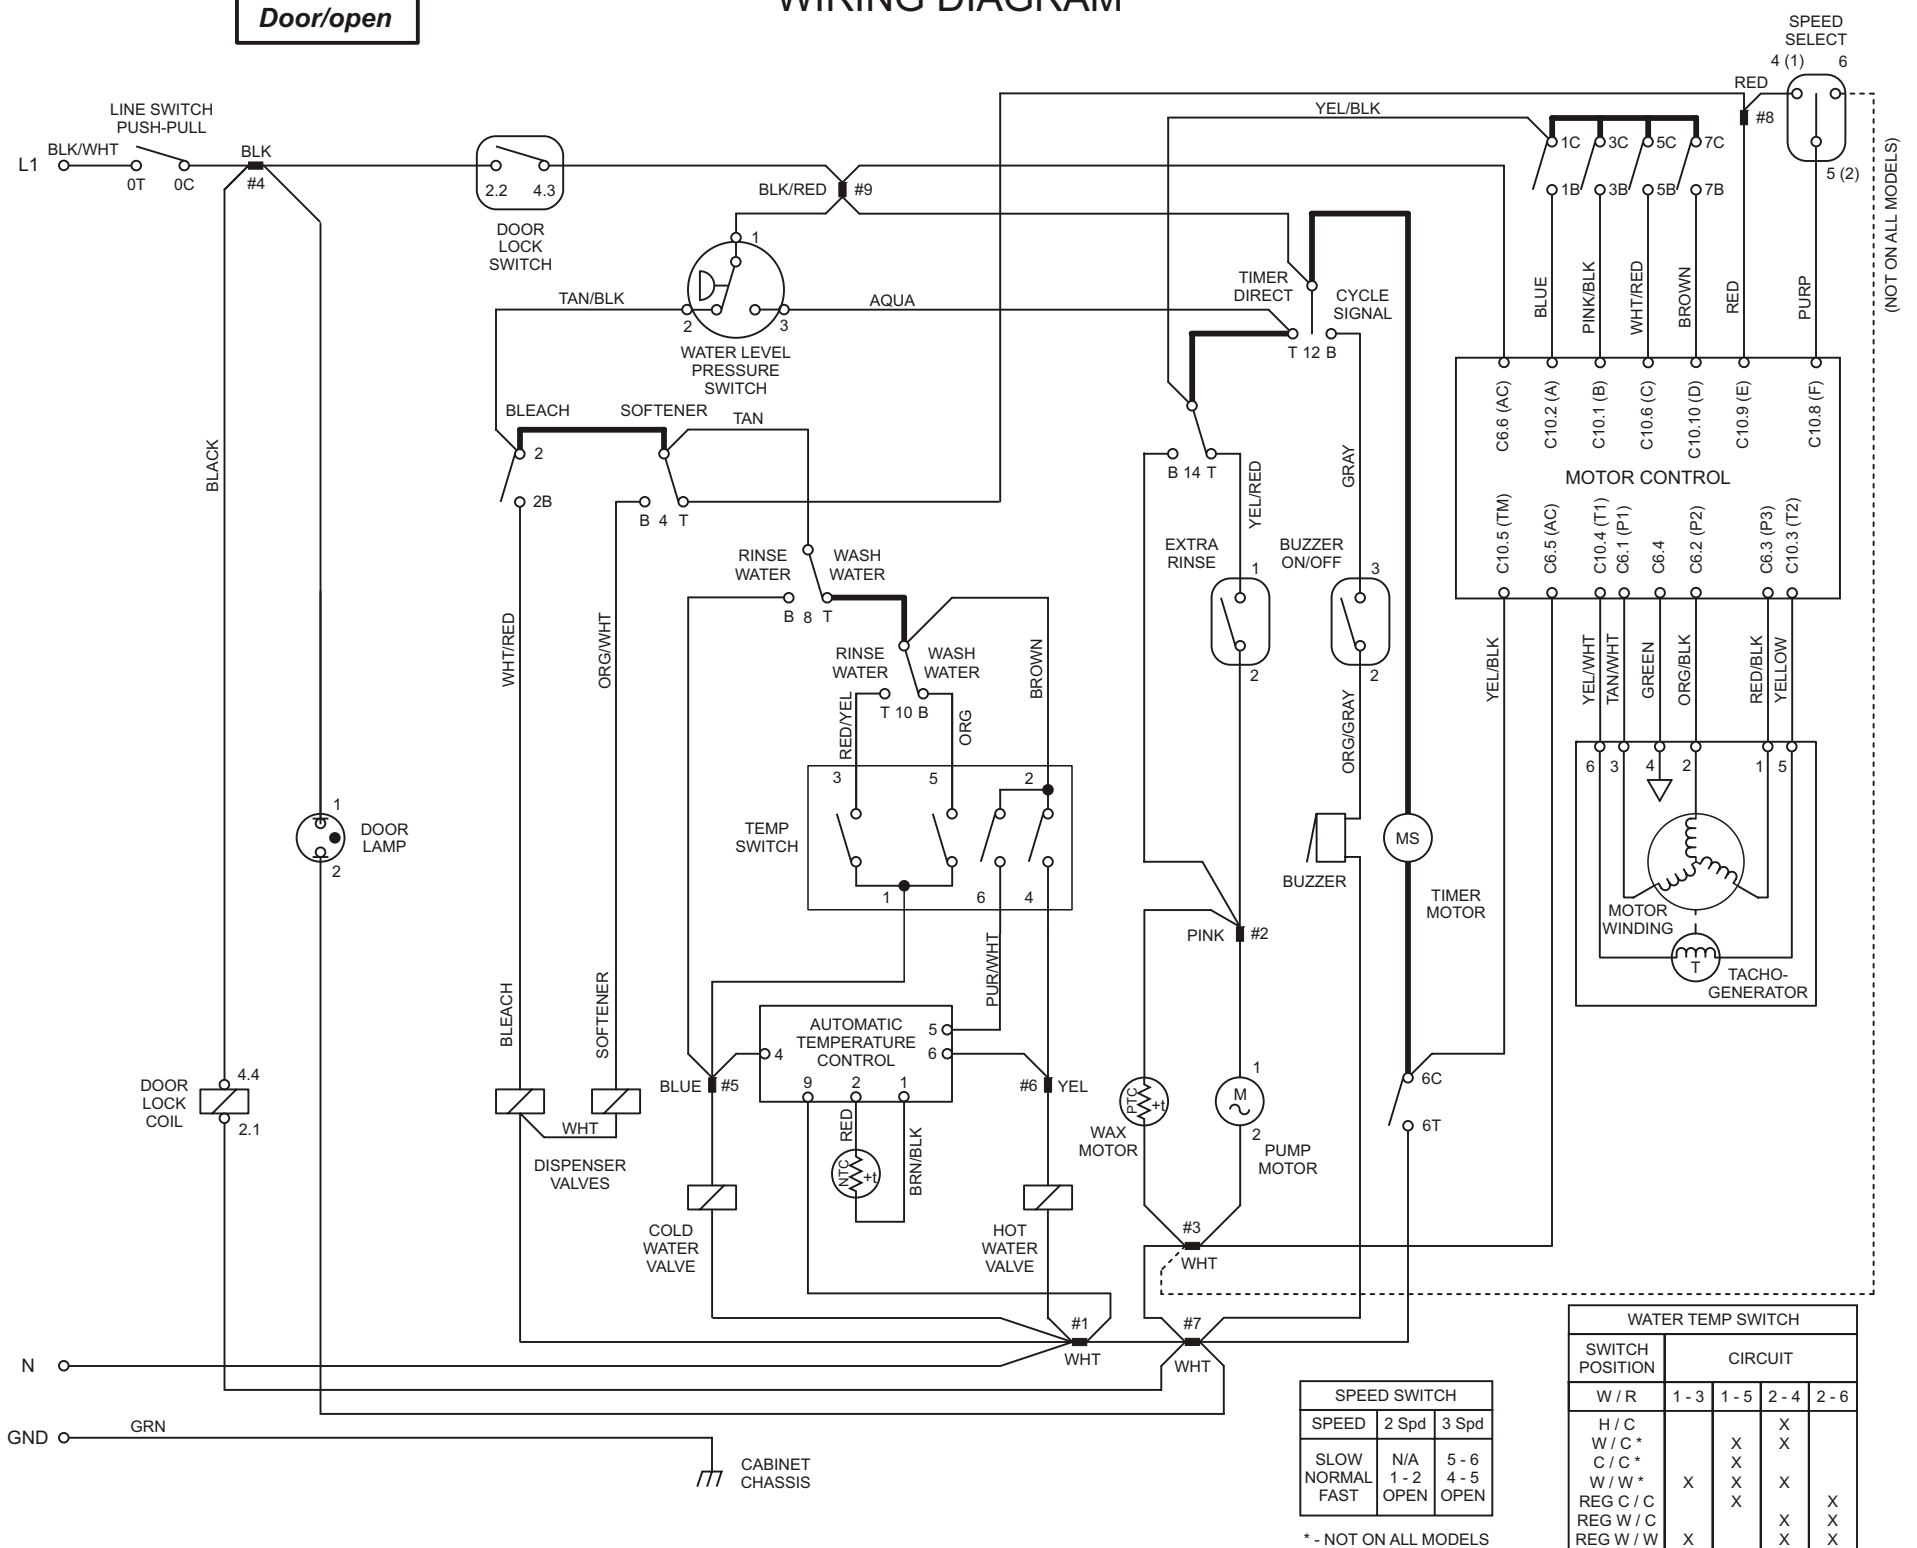 Door/open
WIRING DIAGRAM
SPEED
SELECT
4 (1)
6
RED
#8
5 (2)
(NOT ON ALL MODELS)
LINE SWITCH
PUSH-PULL
L1
BLK/WHT
0T
0C
BLK
#4
2.2
4.3
DOOR
LOCK
SWITCH
BLK/RED
#9
YEL/BLK
1C
3C
5C
7C
1B
3B
5B
7B
BLUE
PINK/BLK
WHT/RED
BROWN
RED
PURP
1
TAN/BLK
2
3
AQUA
WATER LEVEL
PRESSURE
SWITCH
TIMER
DIRECT
CYCLE
SIGNAL
T 12 B
BLEACH
SOFTENER
TAN
2
2B
B 4 T
BLACK
B 14 T
YEL/RED
GRAY
C6.6 (AC)
C10.2 (A)
C10.1 (B)
C10.6 (C)
C10.10 (D)
C10.9 (E)
C10.8 (F)
MOTOR CONTROL
C10.5 (TM)
C6.5 (AC)
C10.4 (T1)
C6.1 (P1)
C6.4
C6.2 (P2)
C6.3 (P3)
C10.3 (T2)
RINSE
WATER
WASH
WATER
B 8 T
EXTRA
RINSE
1
2
BUZZER
ON/OFF
3
2
WHT/RED
ORG/WHT
RINSE
WATER
WASH
WATER
T 10 B
RED/YEL
ORG
BROWN
ORG/GRAY
YEL/BLK
YEL/WHT
TAN/WHT
GREEN
ORG/BLK
RED/BLK
YELLOW
6
3
4
2
1
5
3
5
2
TEMP
SWITCH
1
6
4
1
DOOR
LAMP
2
BUZZER
MS
TIMER
MOTOR
MOTOR
WINDING
T
TACHO-
GENERATOR
PINK
#2
PUR/WHT
BLEACH
SOFTENER
AUTOMATIC
TEMPERATURE
CONTROL
5
6
4
9
2
1
BLUE
#5
#6
YEL
DOOR
LOCK
COIL
4.4
2.1
WHT
DISPENSER
VALVES
RED
BRN/BLK
NTC
+t
PTC
+t
WAX
MOTOR
1
M
2
PUMP
MOTOR
6C
6T
COLD
WATER
VALVE
HOT
WATER
VALVE
#3
WHT
#1
WHT
#7
WHT
N
GND
GRN
CABINET
CHASSIS
SPEED SWITCH
SPEED 2 Spd 3 Spd
SLOW N/A 5 - 6
NORMAL 1 - 2 4 - 5
FAST OPEN OPEN
* - NOT ON ALL MODELS
WATER TEMP SWITCH
SWITCH
POSITION
CIRCUIT
W / R 1 - 3 1 - 5 2 - 4 2 - 6
H / C X
W / C * X X
C / C * X
W / W * X X X
REG C / C X X
REG W / C X X
REG W / W X X X